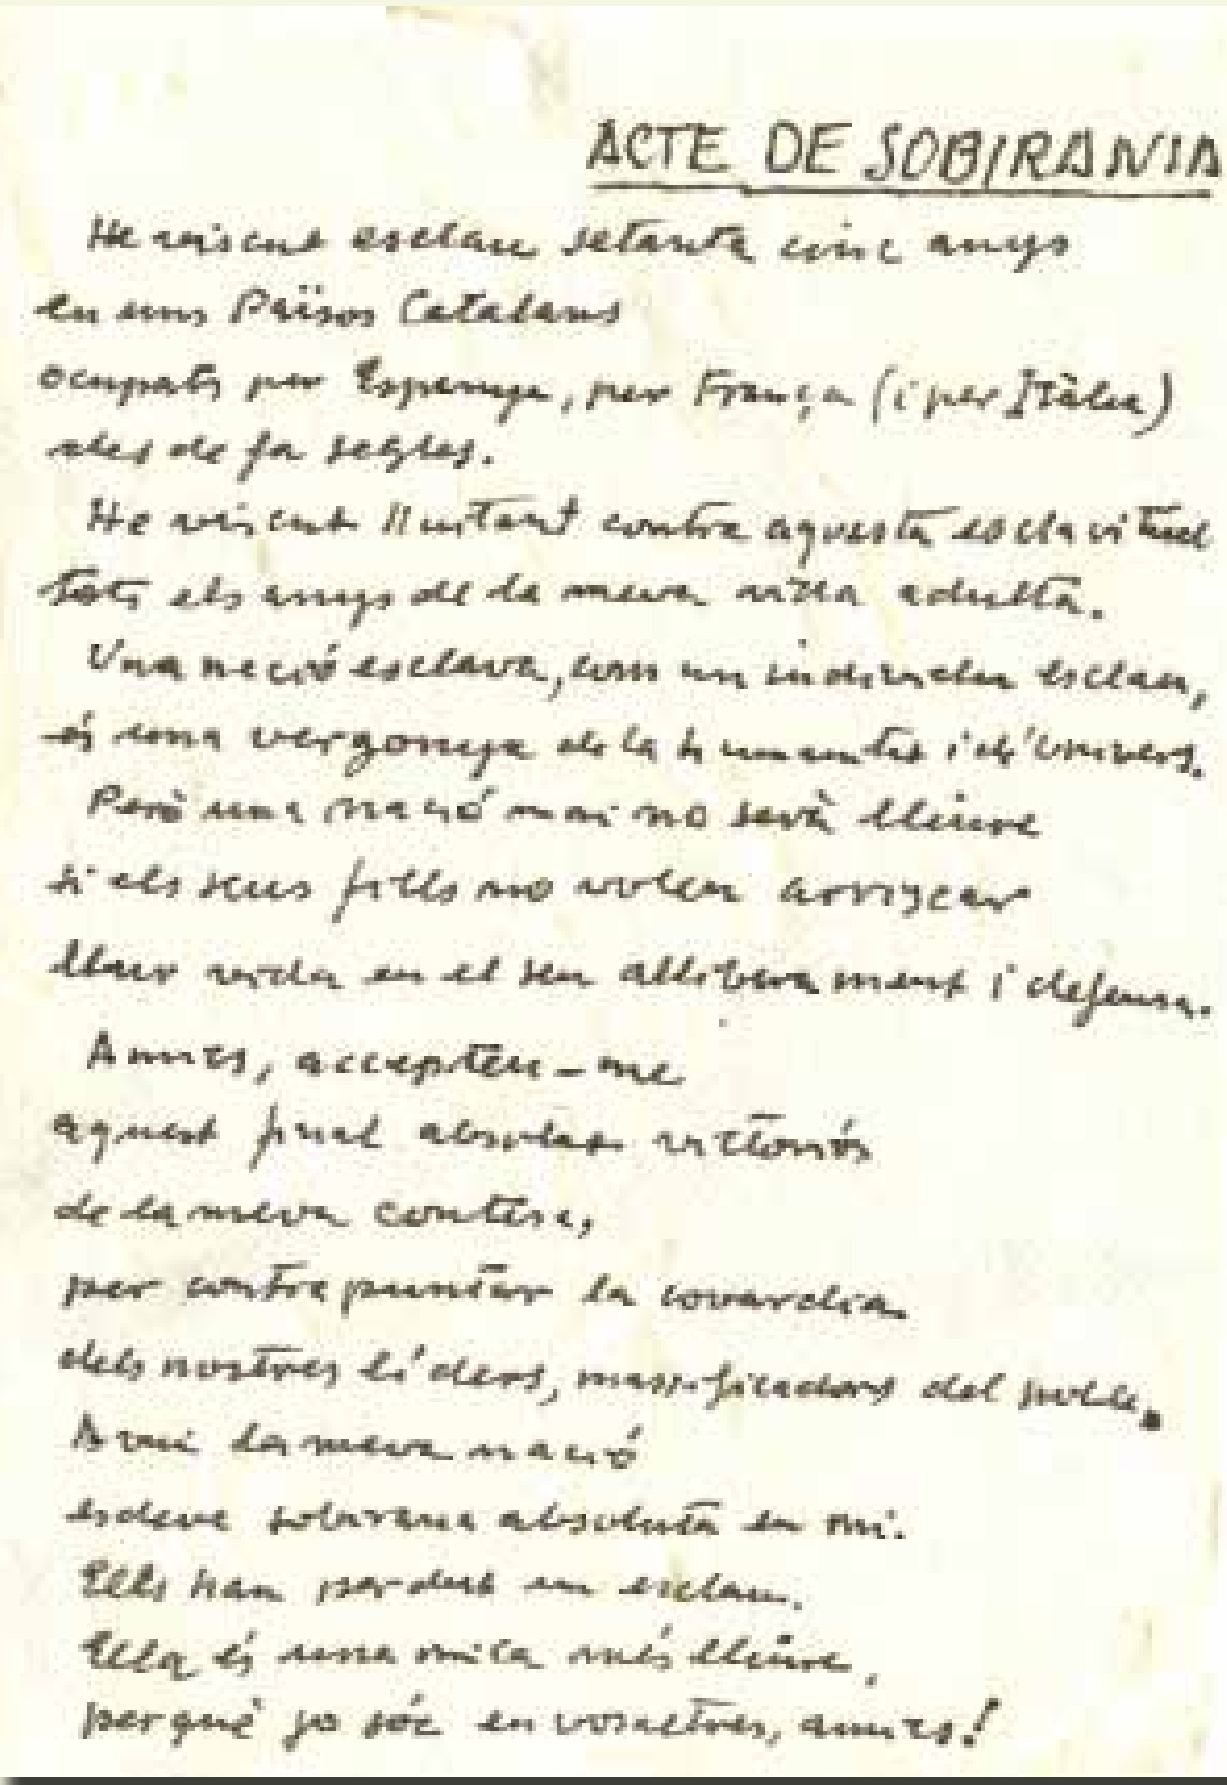 ACTE DE SOBIRANIA
He viscut esclau setanta cinc anys
en uns Països Catalans
ocupats per Espanya, per França (i per Itàlia)
des de fa segles.
He viscut lluitant contra aquesta esclavitud
tots els anys de la meva vida adulta.
Una nació esclava, com un individu esclau,
és una vergonya de la humanitat i de l'Univers.
Però una nació mai no serà lliure
si els seus fills no volen arriscar
llur vida en el seu alliberament i defensa.
Amics, accepteu-me
aquest final absolut victoriós
de la meva contesa,
per contrapuntar la covardia
dels nostres líders, massificadors del poble.
Avui la meva nació
esdevé sobirana absoluta en mi.
Ells han perdut un esclau.
Ella és una mica més lliure,
perquè jo sóc en vosaltres, amics!